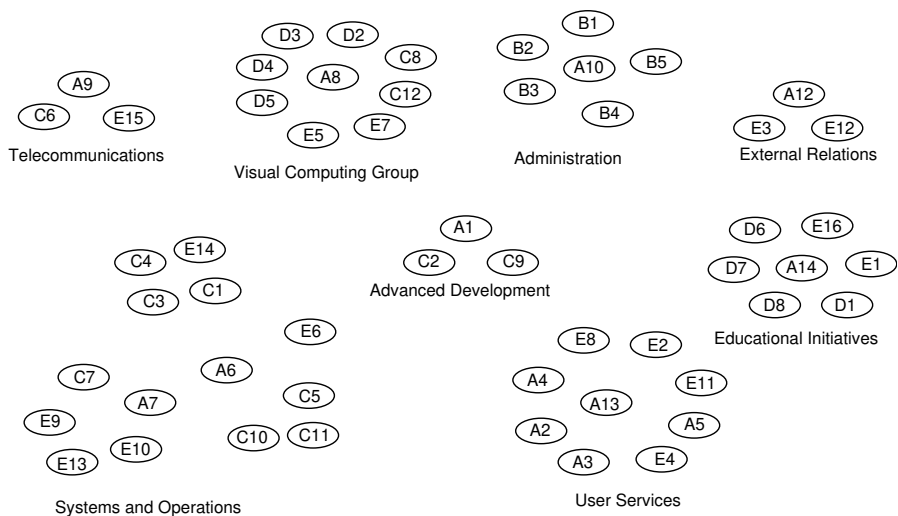 A9
C6
E15
Telecommunications
D3
D2
D4
A8
C8
D5
C12
E5
E7
Visual Computing Group
B1
B2
A10
B5
B3
B4
Administration
A12
E3
E12
External Relations
C4
E14
C3
C1
A1
C2
C9
Advanced Development
D6
E16
D7
A14
E1
D8
D1
Educational Initiatives
E6
C7
A6
A7
C5
E9
E10
C10
C11
E13
Systems and Operations
E8
E2
A4
A13
E11
A2
A5
A3
E4
User Services